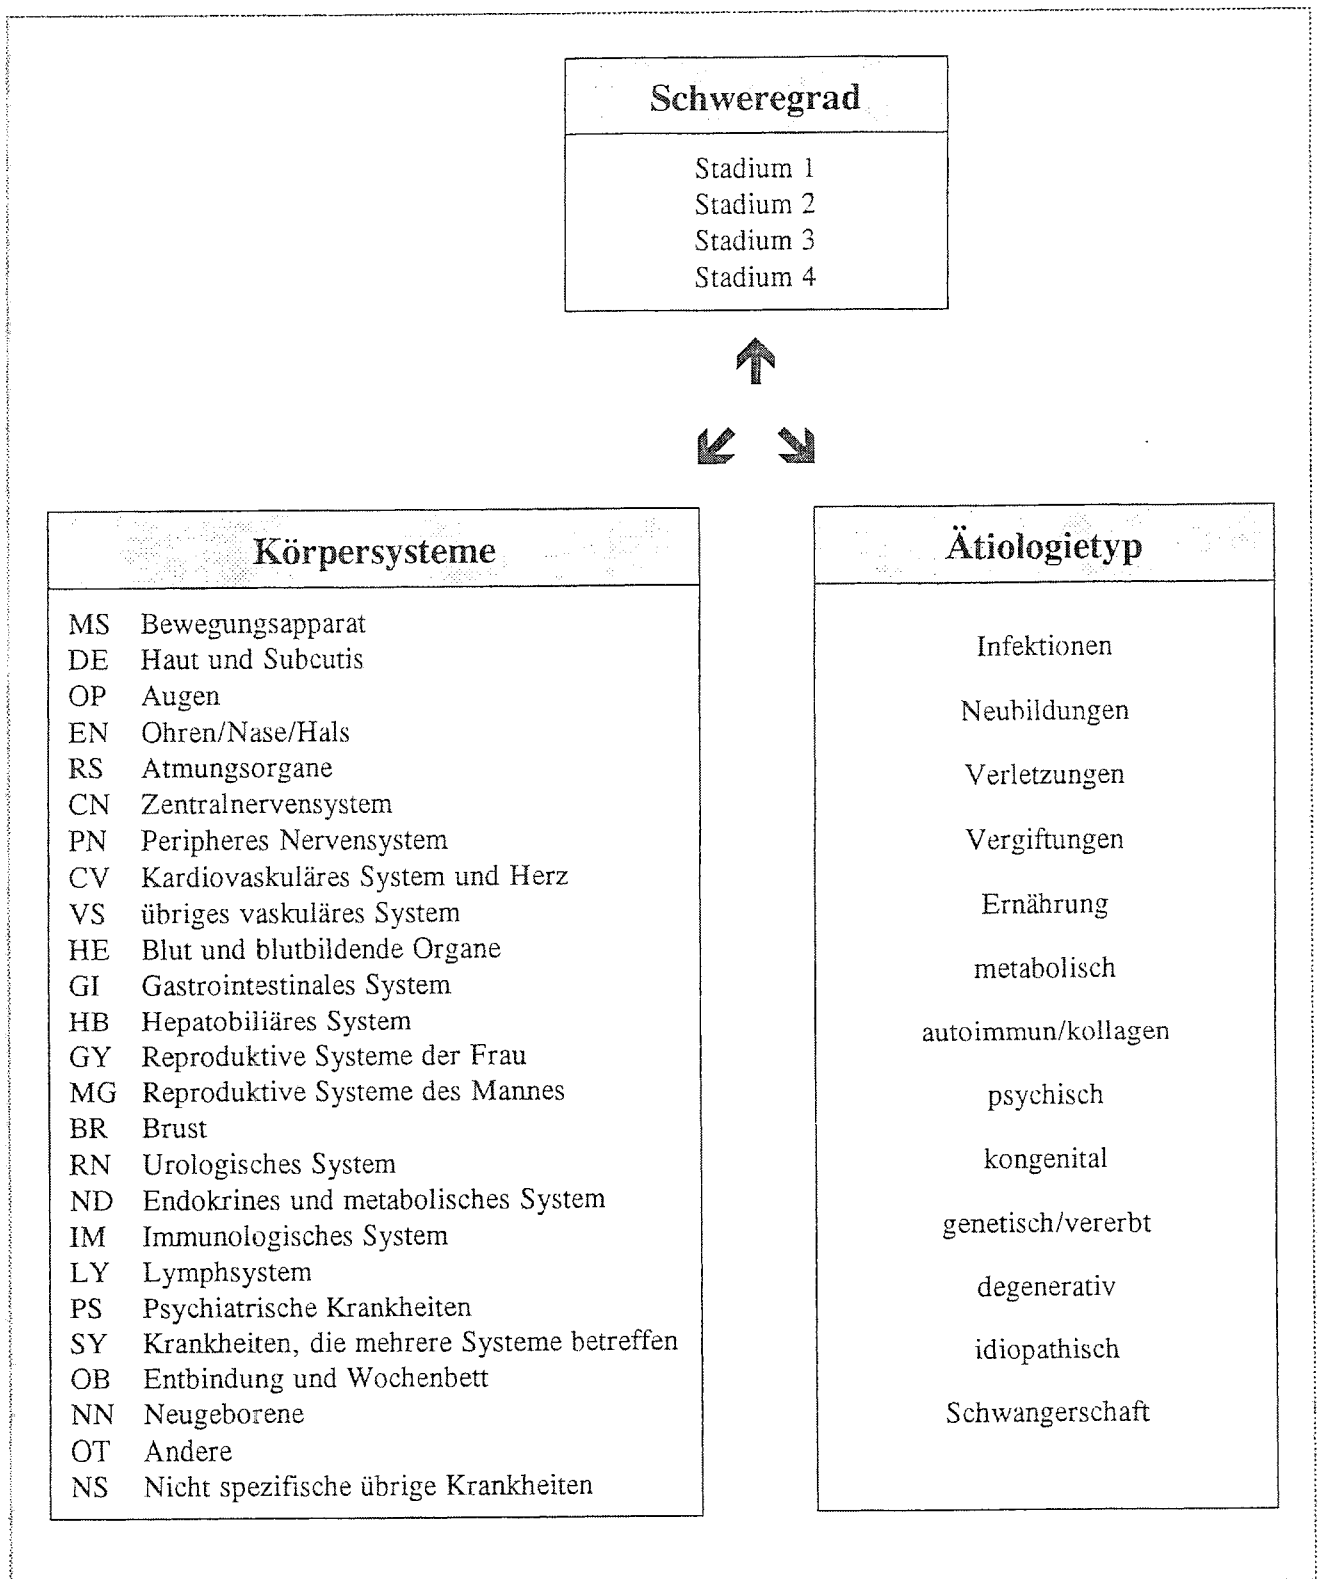 Schweregrad
Stadium 1
Stadium 2
Stadium 3
Stadium 4
Körpersysteme
MS Bewegungsapparat
DE Haut und Subcutis
OP Augen
EN Ohren/Nase/Hals
RS Atmungsorgane
CN Zentralnervensystem
PN Peripheres Nervensystem
CV Kardiovaskuläres System und Herz
VS übriges vaskuläres System
HE Blut und blutbildende Organe
GI Gastrointestinales System
HB Hepatobiliäres System
GY Reproduktive Systeme der Frau
MG Reproduktive Systeme des Mannes
BR Brust
RN Urologisches System
ND Endokrines und metabolisches System
IM Immunologisches System
LY Lymphsystem
PS Psychiatrische Krankheiten
SY Krankheiten, die mehrere Systeme betreffen
OB Entbindung und Wochenbett
NN Neugeborene
OT Andere
NS Nicht spezifische übrige Krankheiten
Ätiologietyp
Infektionen
Neubildungen
Verletzungen
Vergiftungen
Ernährung
metabolisch
autoimmun/kollagen
psychisch
kongenital
genetisch/vererbt
degenerativ
idiopathisch
Schwangerschaft